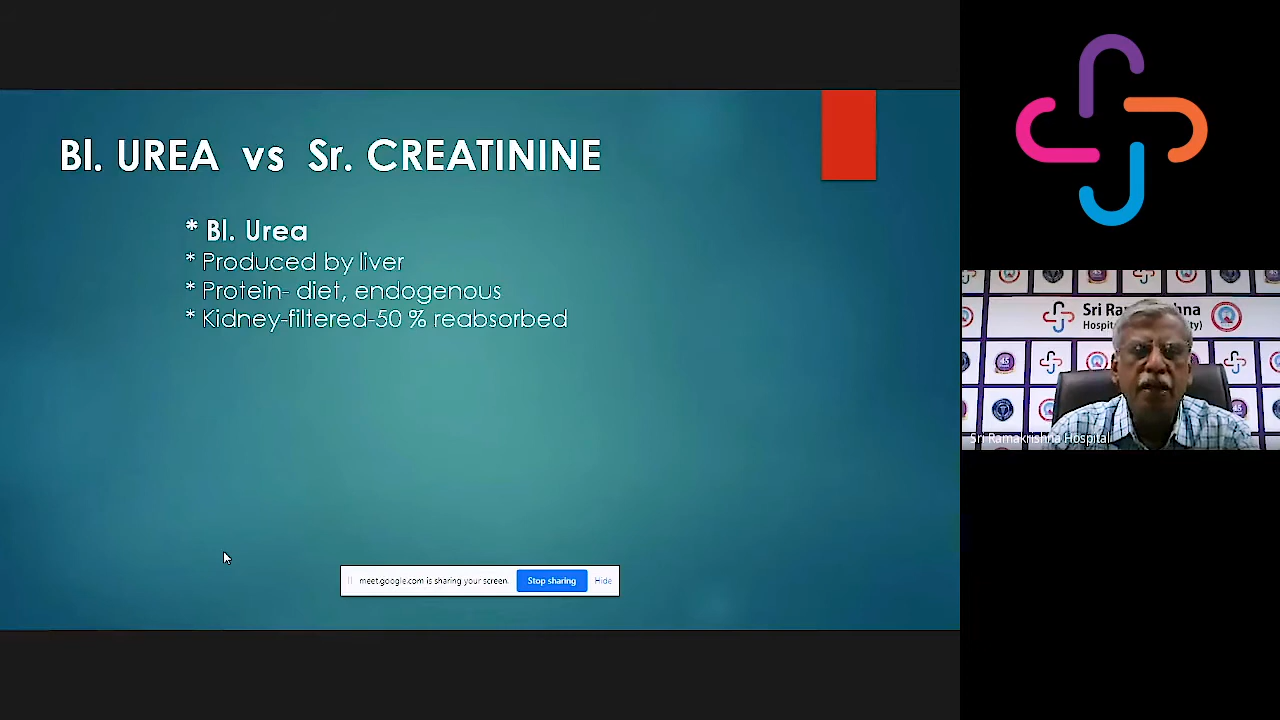 Bl. UREA vs Sr. CREATININE
* Bl. Urea
* Produced by liver
* Protein- diet, endogenous
* Kidney-filtered-50 % reabsorbed
meet.google.com is sharing your screen.
Stop sharing
Hide
Sri Ramakrishna Hospital